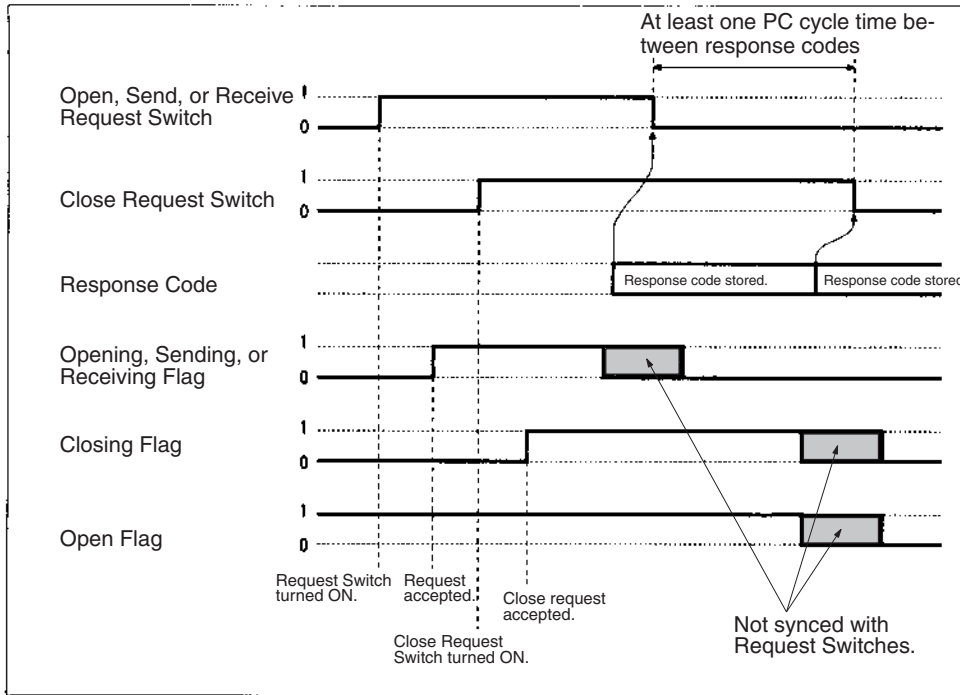 At least one PC cycle time be-
tween response codes
Open, Send, or Receive
Request Switch
1
0
Close Request Switch
1
0
Response Code
Response code stored.
Response code stored
Opening, Sending, or
Receiving Flag
1
0
Closing Flag
1
0
Open Flag
1
0
Request Switch
turned ON.
Request
accepted.
Close request
accepted.
Close Request
Switch turned ON.
Not synced with
Request Switches.